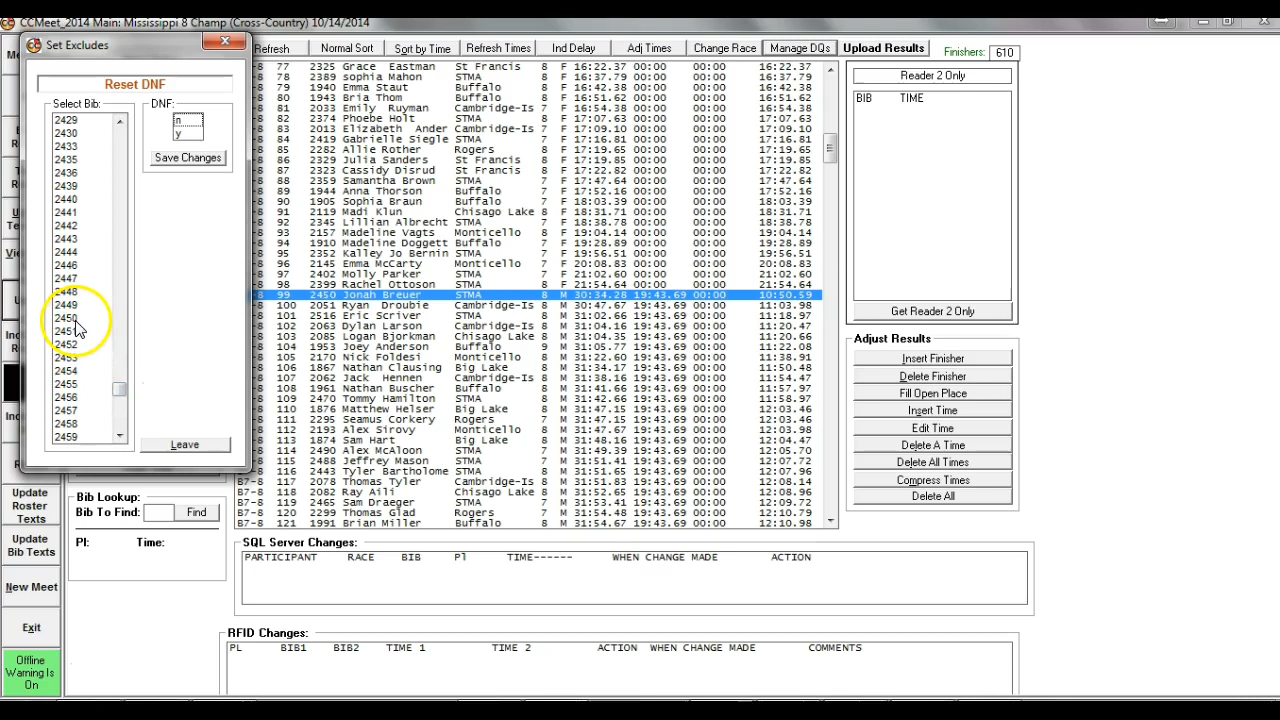 CCMeet_2014 Main: Mississippi 8 Champ (Cross-Country) 10/14/2014
Set Excludes
Refresh Normal Sort Sort by Time Refresh Times Ind Delay Adj Times Change Race Manage DQs Upload Results Finishers: 610
Reset DNF
Select Bib:
DNF:
n
y
Save Changes
2429
2430
2433
2435
2436
2439
2440
2441
2442
2443
2444
2446
2447
2448
2449
2450
2451
2452
2453
2454
2455
2456
2457
2458
2459
Leave
77 2325 Grace Eastman St Francis 8 F 16:22.37 00:00 00:00 16:22.37
78 2389 sophia Mahon STMA 7 F 16:37.79 00:00 00:00 16:37.79
79 1940 Emma Staut Buffalo 7 F 16:42.38 00:00 00:00 16:42.38
80 1943 Bria Thom Buffalo 8 F 16:51.62 00:00 00:00 16:51.62
81 2033 Emily Ruyman Cambridge-Is 8 F 16:54.38 00:00 00:00 16:54.38
82 2374 Phoebe Holt STMA 7 F 17:07.63 00:00 00:00 17:07.63
83 2013 Elizabeth Ander Cambridge-Is 7 F 17:09.10 00:00 00:00 17:09.10
84 2419 Gabrielle Siegle STMA 7 F 17:16.81 00:00 00:00 17:16.81
85 2282 Allie Rother Rogers 8 F 17:19.65 00:00 00:00 17:19.65
86 2329 Julia Sanders St Francis 8 F 17:19.85 00:00 00:00 17:19.85
87 2323 Cassidy Disrud St Francis 7 F 17:22.82 00:00 00:00 17:22.82
88 2359 Samantha Brown STMA 7 F 17:47.66 00:00 00:00 17:47.66
89 1944 Anna Thorson Buffalo 7 F 17:52.16 00:00 00:00 17:52.16
90 1905 Sophia Braun Buffalo 8 F 18:03.39 00:00 00:00 18:03.39
91 2119 Madi Klun Chisago Lake 8 F 18:31.71 00:00 00:00 18:31.71
92 2345 Lillian Albrecht STMA 7 F 18:38.78 00:00 00:00 18:38.78
93 2157 Madeline Vagts Monticello 7 F 19:04.14 00:00 00:00 19:04.14
94 1910 Madeline Doggett Buffalo 7 F 19:28.89 00:00 00:00 19:28.89
95 2352 Kalley Jo Bernin STMA 7 F 19:56.51 00:00 00:00 19:56.51
96 2145 Emma McCarty Monticello 7 F 20:08.83 00:00 00:00 20:08.83
97 2402 Molly Parker STMA 7 F 21:02.60 00:00 00:00 21:02.60
98 2399 Rachel Ottoson STMA 8 F 21:04.56 00:00 00:00 21:04.56
-8 99 2450 Jonah Breuer STMA 8 M 30:34.28 19:43.69 00:00 10:50.59
100 2051 Ryan Droubie Cambridge-Is 8 M 30:47.67 19:43.69 00:00 11:03.98
101 2516 Eric Scriver STMA 8 M 31:02.06 19:43.69 00:00 11:18.37
102 2063 Dylan Larson Cambridge-Is 8 M 31:04.16 19:43.69 00:00 11:20.47
103 2085 Logan Bjorkman Chisago Lake 8 M 31:04.36 19:43.69 00:00 11:20.67
104 1953 Joey Anderson Buffalo 9 M 31:05.77 19:43.69 00:00 11:22.08
105 2170 Nick Foldesi Monticello 8 M 31:22.60 19:43.69 00:00 11:38.91
106 1867 Nathan Clausing Big Lake 8 M 31:34.17 19:43.69 00:00 11:50.48
107 2062 Jack Hennen Cambridge-Is 8 M 31:38.16 19:43.69 00:00 11:54.47
108 1961 Nathan Buscher Buffalo 8 M 31:41.66 19:43.69 00:00 11:57.97
109 2470 Tommy Hamilton STMA 8 M 31:42.66 19:43.69 00:00 11:58.97
110 1876 Matthew Helser Big Lake 8 M 31:47.15 19:43.69 00:00 12:03.46
111 2295 Seamus Corkery Rogers 7 M 31:47.15 19:43.69 00:00 12:03.46
112 2193 Alex Sirovy Monticello 8 M 31:47.55 19:43.69 00:00 12:03.86
113 1874 Sam Hart Big Lake 8 M 31:48.16 19:43.69 00:00 12:04.47
114 2490 Alex McAloon STMA 7 M 31:49.39 19:43.69 00:00 12:05.70
115 2488 Jeffrey Mason STMA 7 M 31:51.41 19:43.69 00:00 12:07.72
116 2443 Tyler Bartholome STMA 8 M 31:51.65 19:43.69 00:00 12:07.96
B7-8 117 2078 Thomas Tyler Cambridge-Is 8 M 31:51.83 19:43.69 00:00 12:08.14
B7-8 118 2082 Ray Aili Chisago Lake 8 M 31:52.65 19:43.69 00:00 12:08.96
B7-8 119 2465 Sam Draeger STMA 7 M 31:53.41 19:43.69 00:00 12:09.72
B7-8 120 2299 Thomas Glad Rogers 7 M 31:54.48 19:43.69 00:00 12:10.79
B7-8 121 1991 Brian Miller Buffalo 8 M 31:54.67 19:43.69 00:00 12:10.98
Reader 2 Only
BIB TIME
Get Reader 2 Only
Adjust Results
Insert Finisher
Delete Finisher
Fill Open Place
Insert Time
Edit Time
Delete A Time
Delete All Times
Compress Times
Delete All
Update Roster Texts
Update Bib Texts
New Meet
Exit
Offline Warning Is On
Bib Lookup:
Bib To Find: Find
Pl: Time:
SQL Server Changes:
PARTICIPANT RACE BIB Pl TIME------ WHEN CHANGE MADE ACTION
RFID Changes:
PL BIB1 BIB2 TIME 1 TIME 2 ACTION WHEN CHANGE MADE COMMENTS